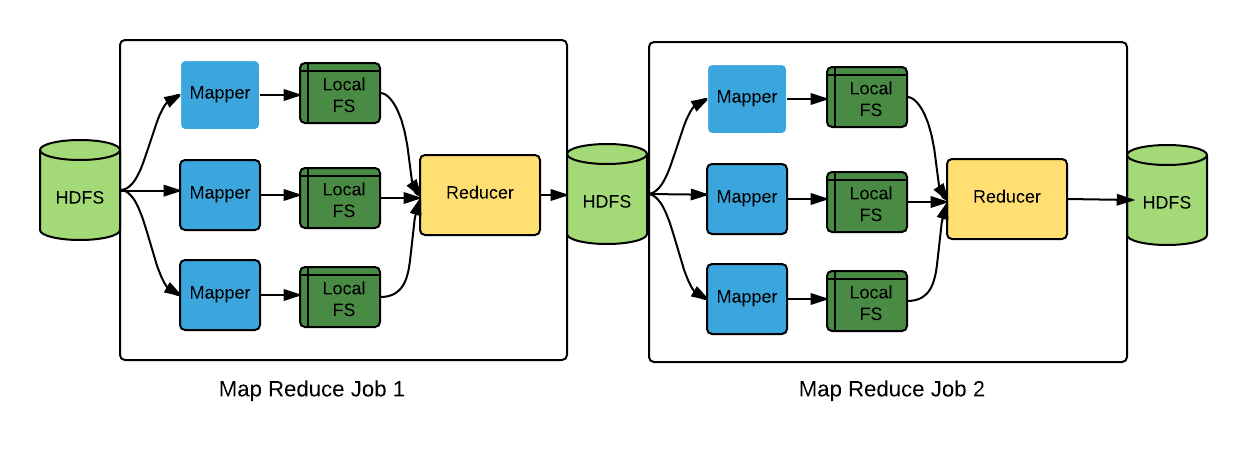 HDFS
Mapper
Local
FS
Mapper
Local
FS
Mapper
Local
FS
Reducer
Map Reduce Job 1
HDFS
Mapper
Local
FS
Mapper
Local
FS
Mapper
Local
FS
Reducer
Map Reduce Job 2
HDFS